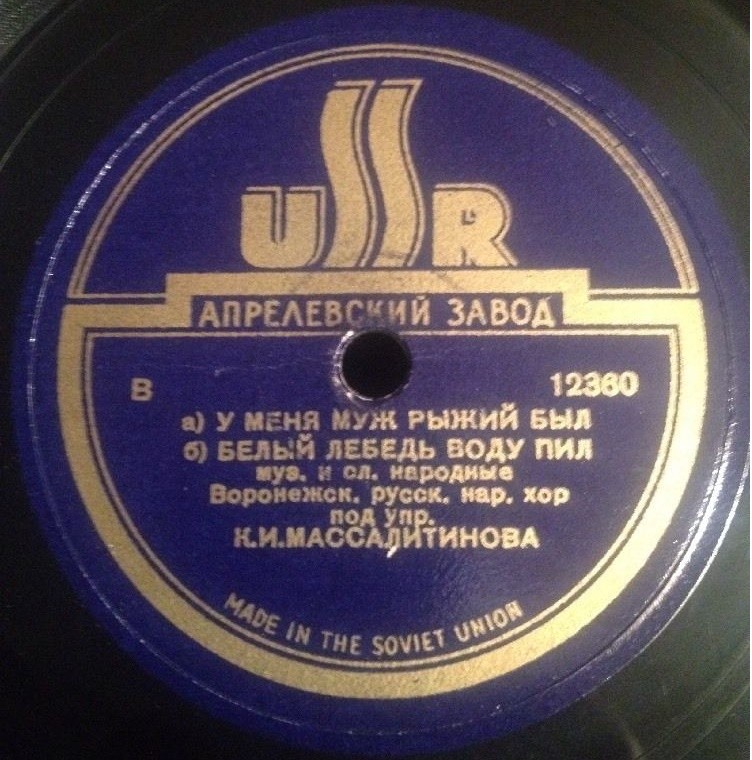 USSR
АПРЕЛЕВСКИЙ ЗАВОД
В 12360
а) У МЕНЯ МУЖ РЫЖИЙ БЫЛ
б) БЕЛЫЙ ЛЕБЕДЬ ВОДУ ПИЛ
муз. и сл. народные
Воронежск. русск. нар. хор
под упр.
К.И.МАССАЛИТИНОВА
MADE IN THE SOVIET UNION